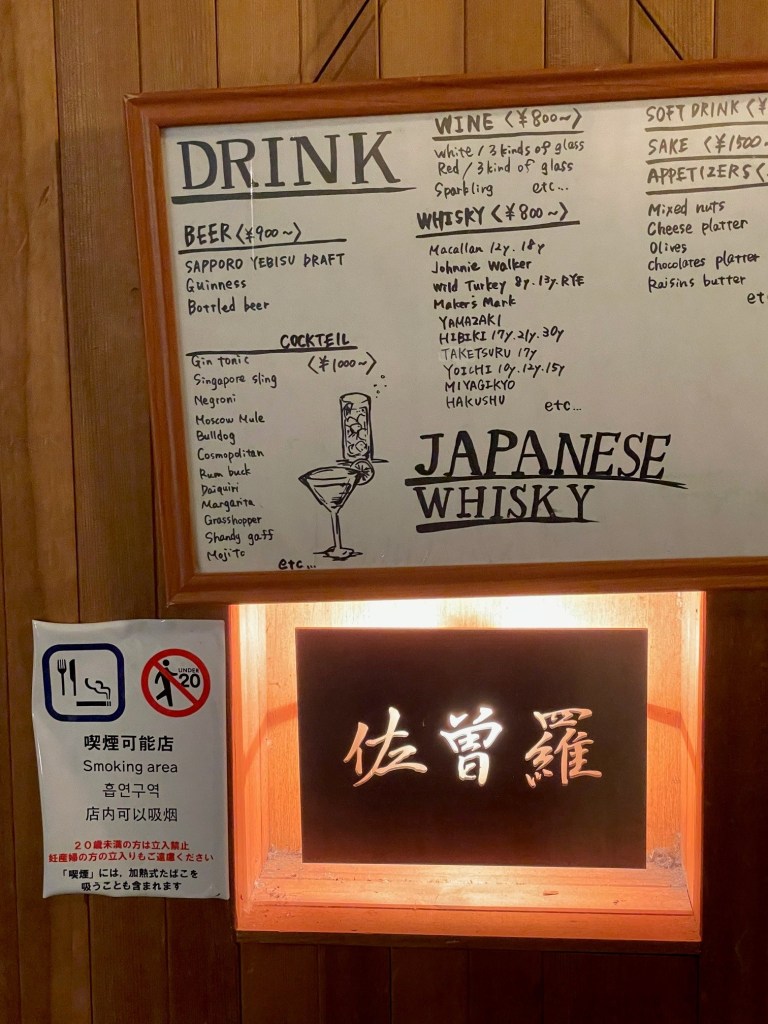 DRINK
BEER <¥900~>
SAPPORO YEBISU DRAFT
Guinness
Bottled beer
COCKTEIL
<¥1000~>
Gin tonic
Singapore sling
Negroni
Moscow Mule
Bulldog
Cosmopolitan
Rum buck
Daiquiri
Margarita
Grasshopper
Shandy gaff
Mojito
etc...
WINE <¥800~>
White / 3 kinds of glass
Red / 3 kind of glass
Sparkling etc...
WHISKY <¥800~>
Macallan 12y. 18y
Johnnie Walker
Wild Turkey 8y. 13y. RYE
Maker's Mark
YAMAZAKI
HIBIKI 17y. 21y. 30y
TAKETSURU 17y
YOICHI 10y. 12y. 15y
MIYAGIKYO
HAKUSHU
etc...
JAPANESE
WHISKY
SOFT DRINK <¥
SAKE <¥1500
APPETIZERS <
Mixed nuts
Cheese platter
Olives
Chocolates platter
Raisins butter
etc
佐曽羅
UNDER
20
喫煙可能店
Smoking area
흡연구역
店内可以吸烟
20歳未満の方は立入禁止
妊産婦の方の立入りもご遠慮ください
「喫煙」には、加熱式たばこを
吸うことも含まれます